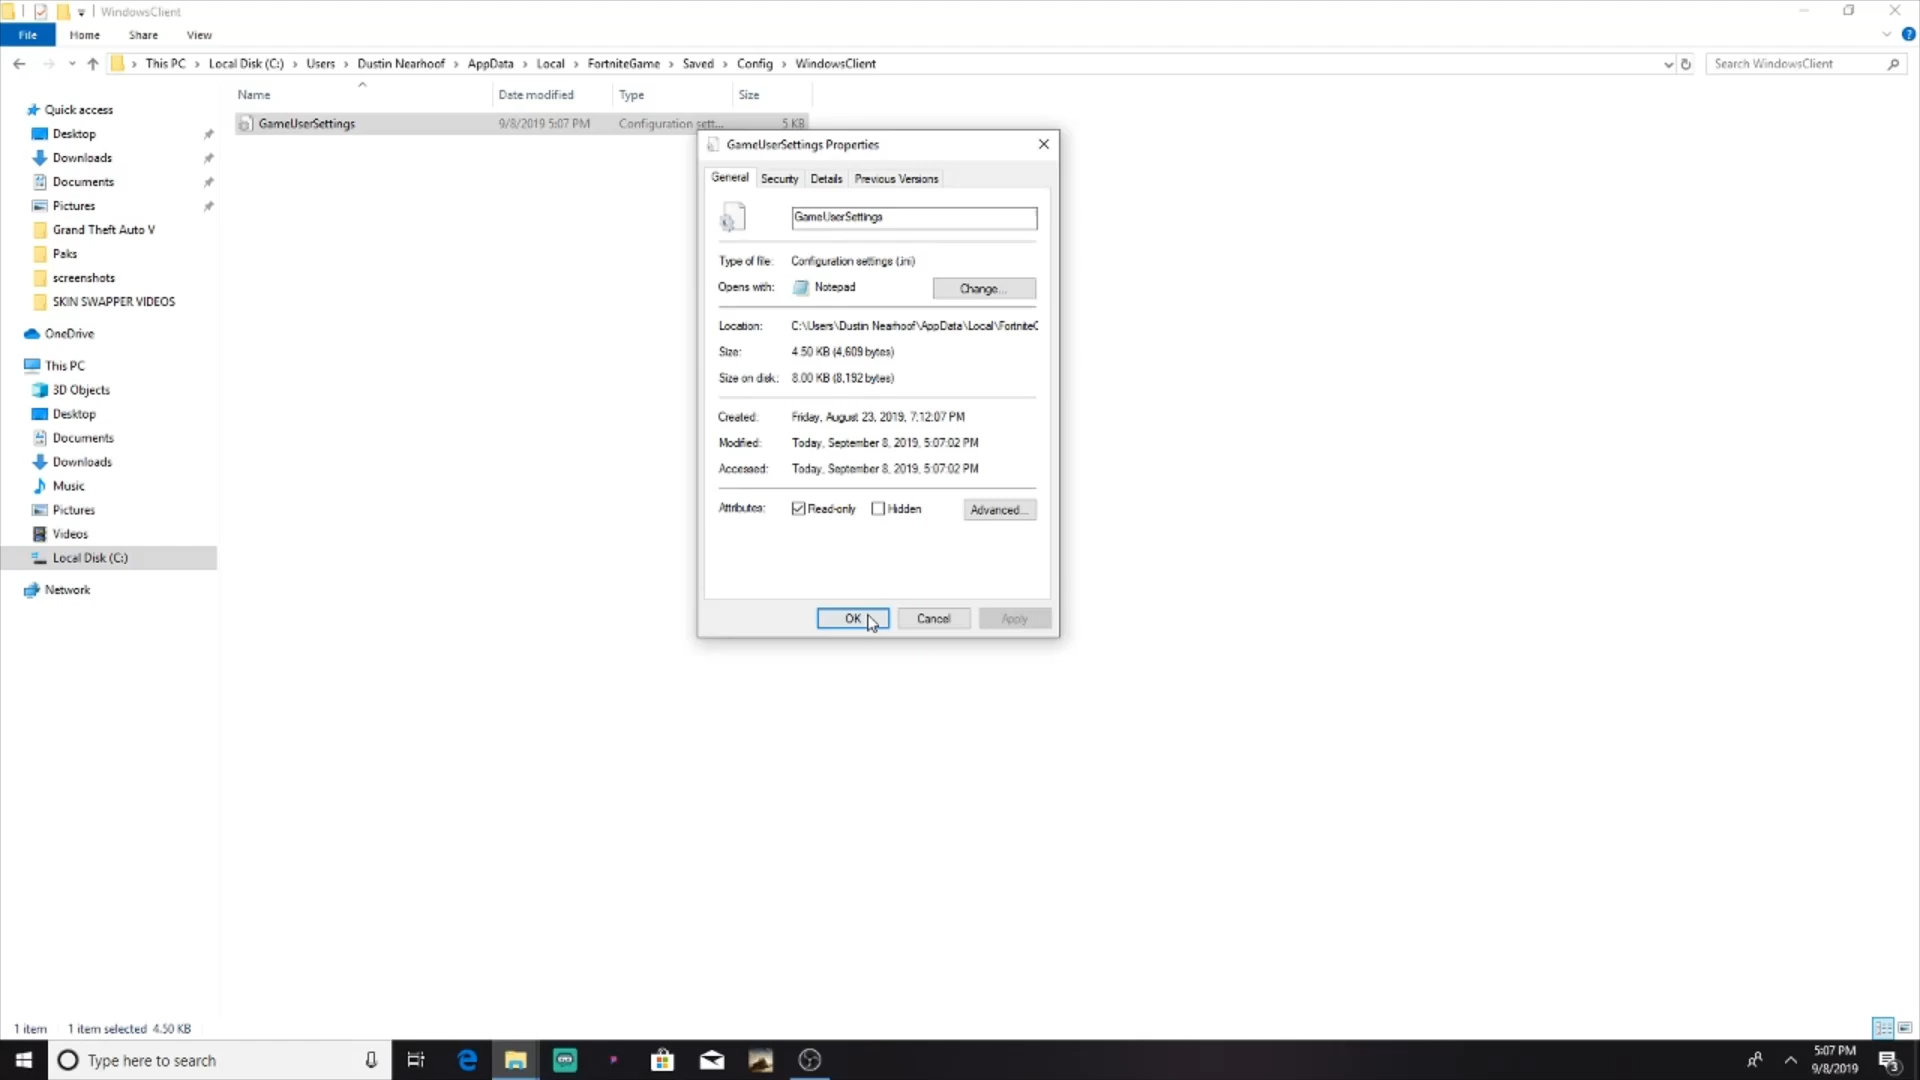 WindowsClient
File Home Share View
This PC Local Disk (C:) Users Dustin Nearhoof AppData Local FortniteGame Saved Config WindowsClient
Search WindowsClient
Name Date modified Type Size
GameUserSettings 9/8/2019 5:07 PM Configuration sett... 5 KB
Quick access
Desktop
Downloads
Documents
Pictures
Grand Theft Auto V
Paks
screenshots
SKIN SWAPPER VIDEOS
OneDrive
This PC
3D Objects
Desktop
Documents
Downloads
Music
Pictures
Videos
Local Disk (C:)
Network
GameUserSettings Properties
General Security Details Previous Versions
GameUserSettings
Type of file: Configuration settings (.ini)
Opens with: Notepad Change...
Location: C:\Users\Dustin Nearhoof\AppData\Local\FortniteG
Size: 4.50 KB (4,609 bytes)
Size on disk: 8.00 KB (8,192 bytes)
Created: Friday, August 23, 2019, 7:12:07 PM
Modified: Today, September 8, 2019, 5:07:02 PM
Accessed: Today, September 8, 2019, 5:07:02 PM
Attributes: Read-only Hidden Advanced...
OK Cancel Apply
1 item 1 item selected 4.50 KB
Type here to search
5:07 PM
9/8/2019
3